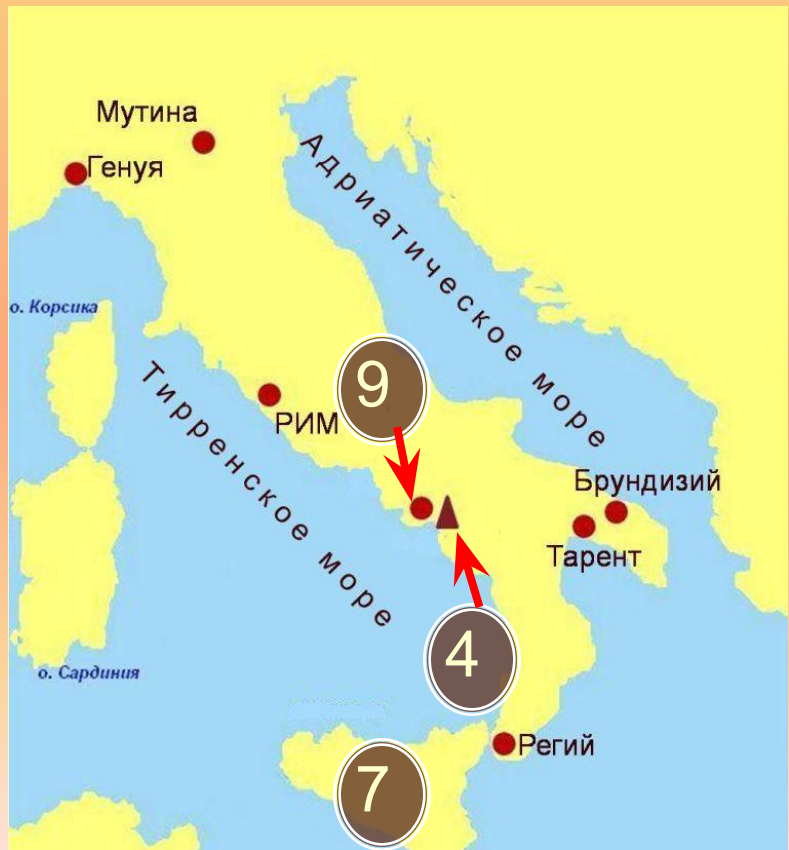 Мутина
Генуя
Адриатическое море
о. Корсика
9
Тирренское море
РИМ
Брундизий
Тарент
4
о. Сардиния
Регий
7